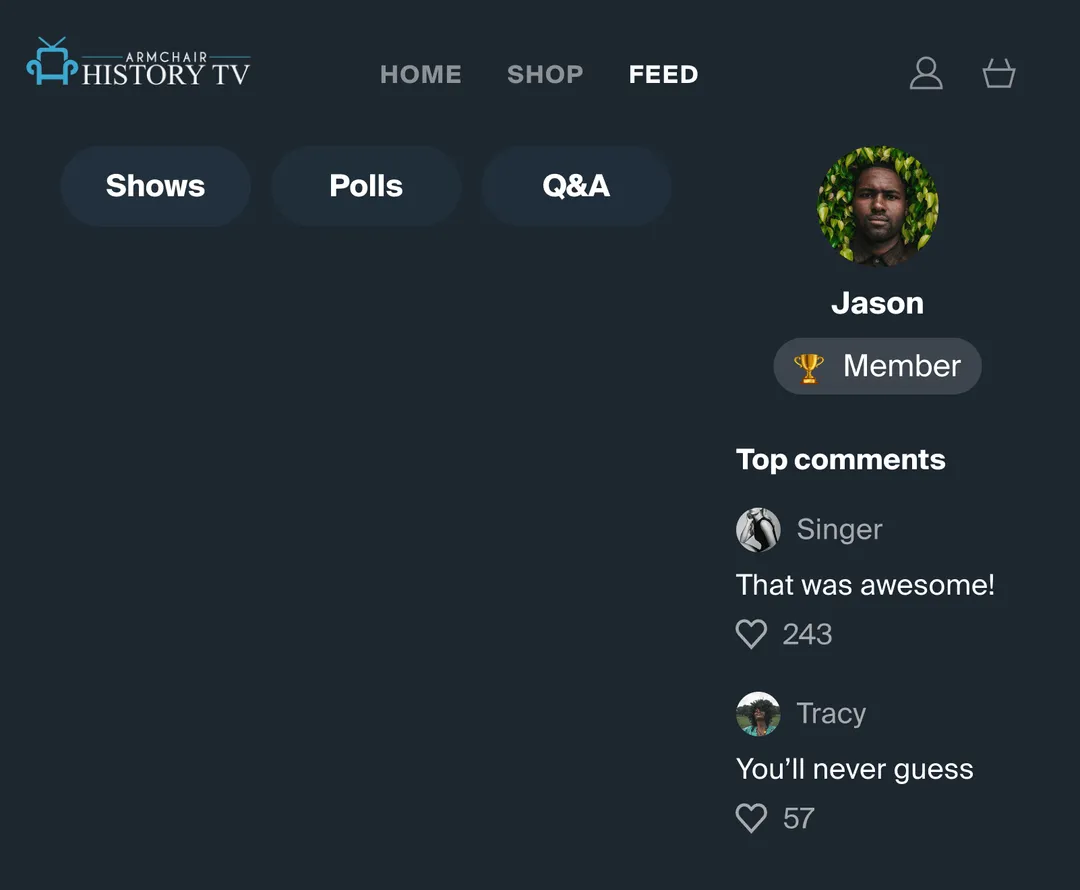 ARMCHAIR
HISTORY TV
HOME SHOP FEED
Shows Polls Q&A
Jason
Member
Top comments
Singer
That was awesome!
243
Tracy
You’ll never guess
57